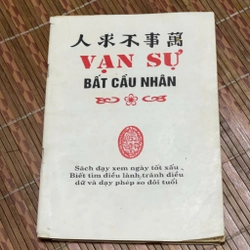 人求不事萬
VẠN SỰ
BẤT CẦU NHÂN
Sách dạy xem ngày tốt xấu
Biết tìm điều lành, tránh điều
dữ và dạy phép so đôi tuổi